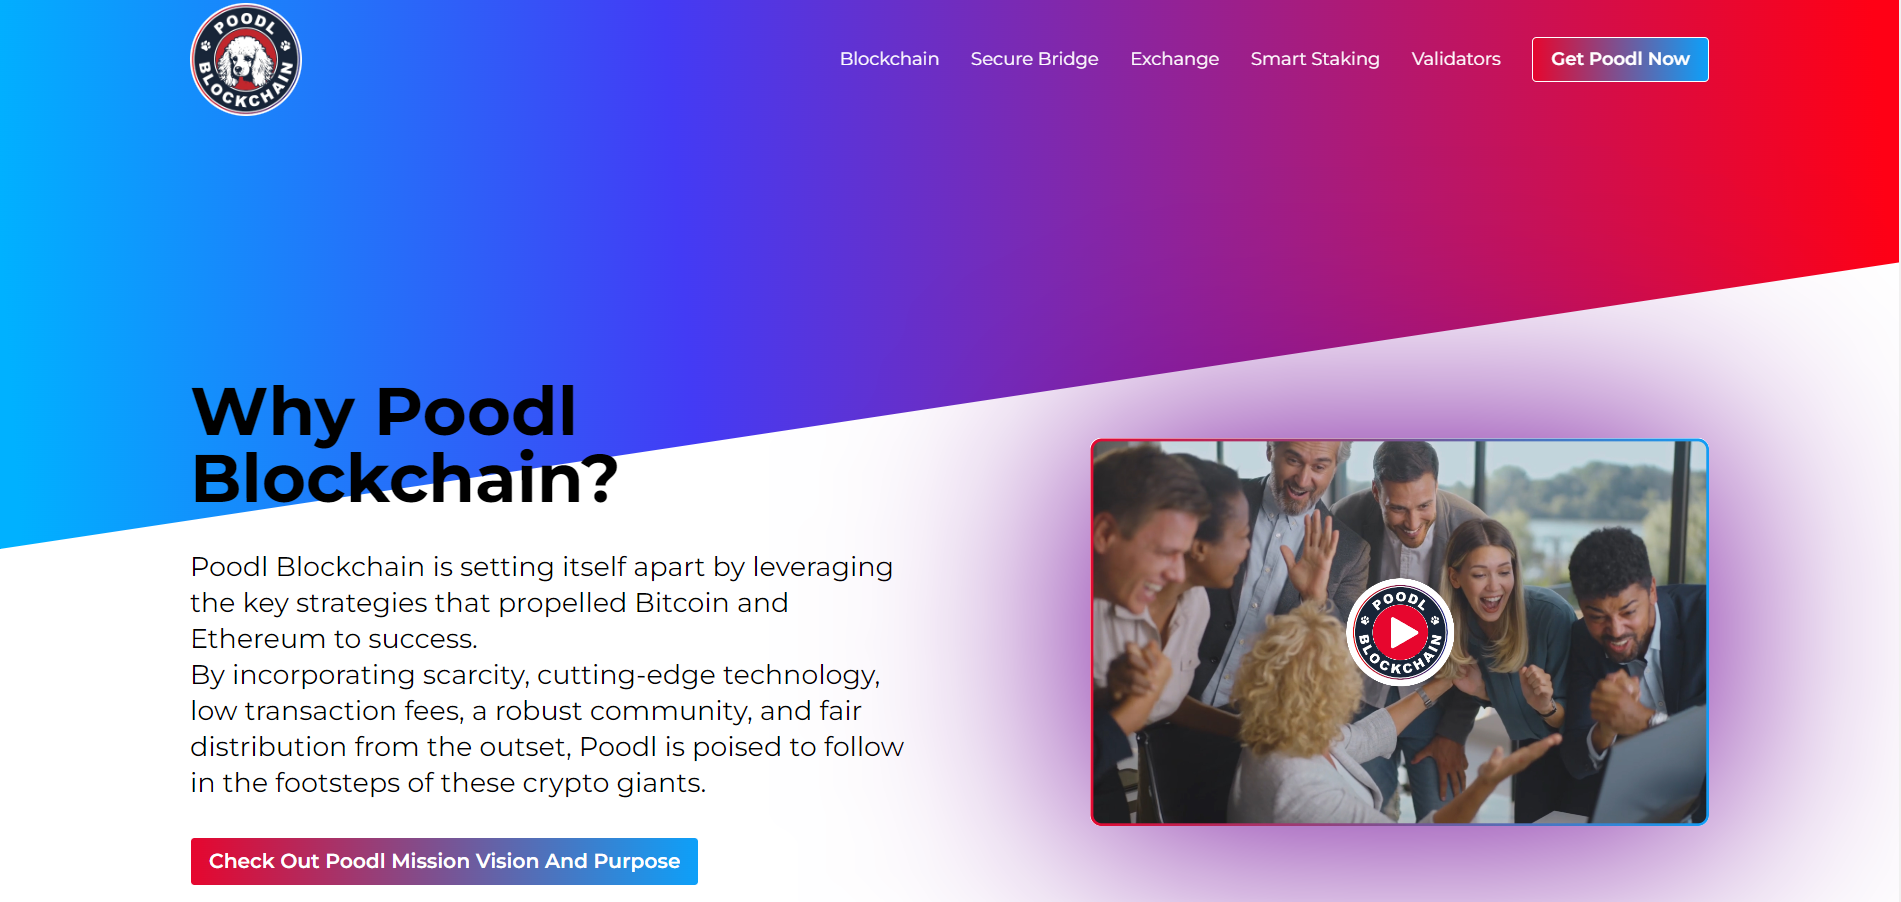 POODL
BLOCKCHAIN
Blockchain
Secure Bridge
Exchange
Smart Staking
Validators
Get Poodl Now
Why Poodl
Blockchain?
Poodl Blockchain is setting itself apart by leveraging
the key strategies that propelled Bitcoin and
Ethereum to success.
By incorporating scarcity, cutting-edge technology,
low transaction fees, a robust community, and fair
distribution from the outset, Poodl is poised to follow
in the footsteps of these crypto giants.
Check Out Poodl Mission Vision And Purpose
POODL
BLOCKCHAIN